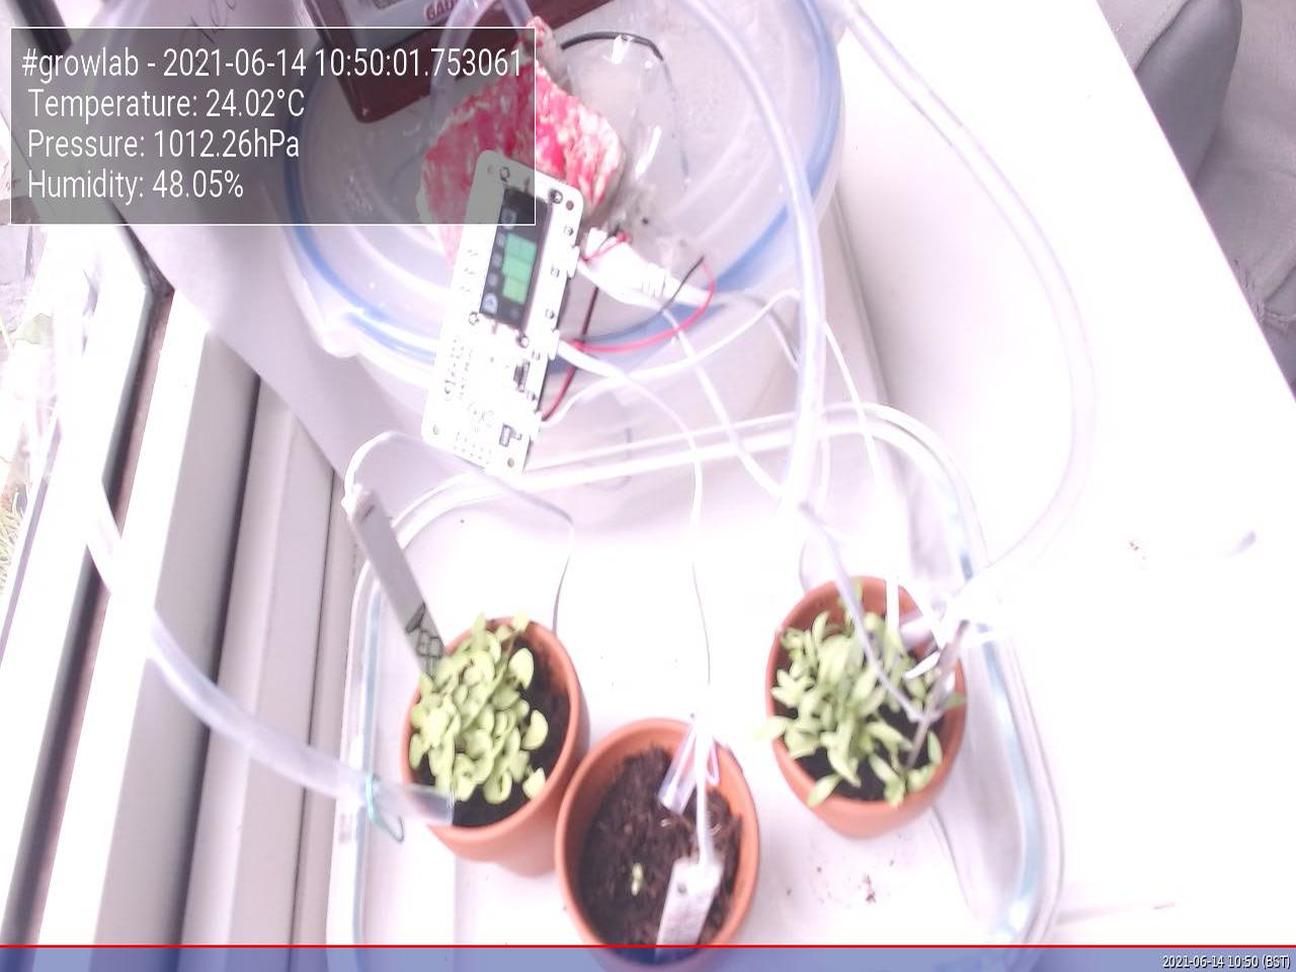 #growlab - 2021-06-14 10:50:01.753061
Temperature: 24.02°C
Pressure: 1012.26hPa
Humidity: 48.05%
2021-06-14 10:50 (BST)